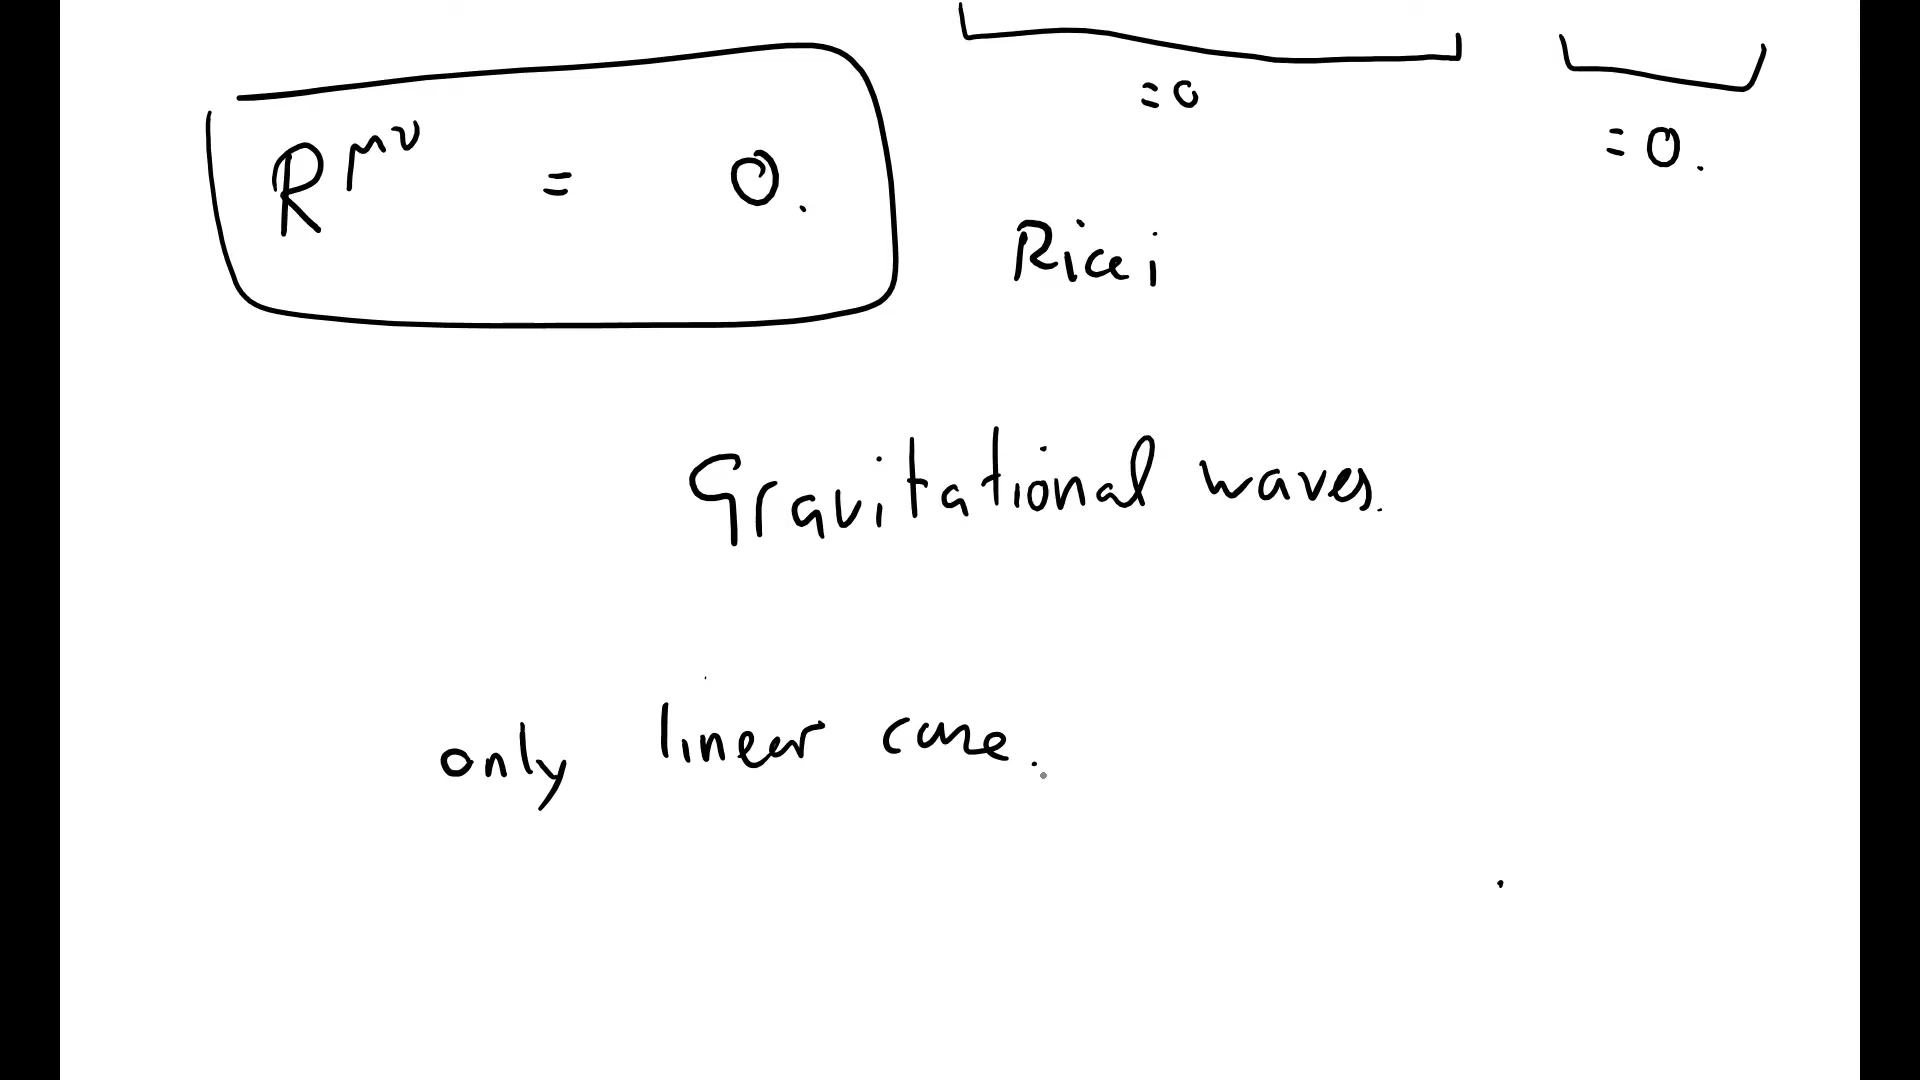 = 0
= 0.
R^{μν} = 0.
Ricci
Gravitational waves.
only linear case.